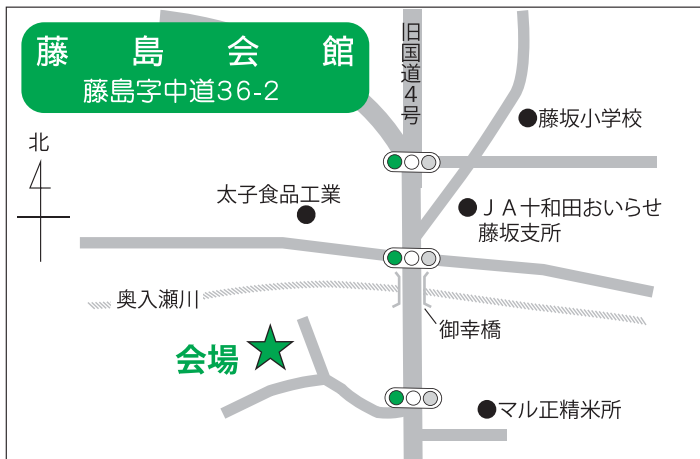 藤島会館
藤島字中道36-2
旧国道4号
北
藤坂小学校
太子食品工業
JA十和田おいらせ
藤坂支所
奥入瀬川
御幸橋
会場
マル正精米所